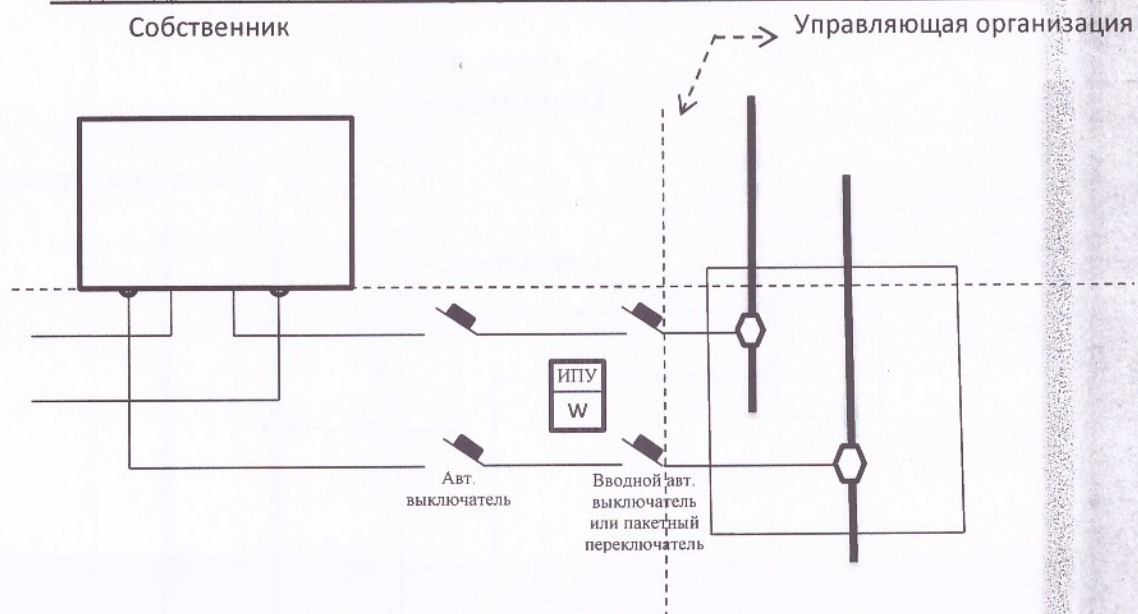 Собственник
Управляющая организация
ИПУ
W
Авт.
выключатель
Вводной авт.
выключатель
или пакетный
переключатель